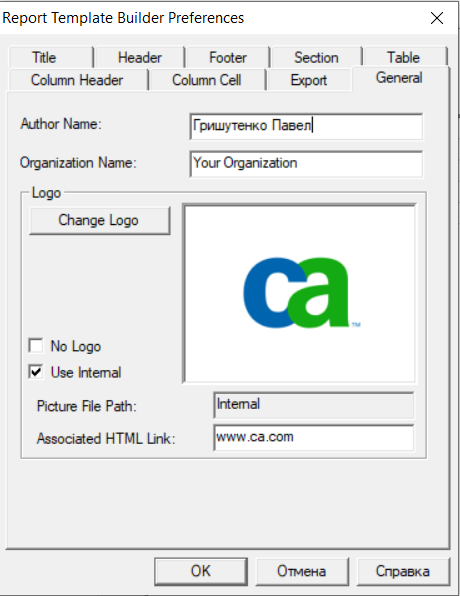 Report Template Builder Preferences
Title Header Footer Section Table
Column Header Column Cell Export General
Author Name: Гришутенко Павел
Organization Name: Your Organization
Logo
Change Logo
ca™
No Logo
Use Internal
Picture File Path: Internal
Associated HTML Link: www.ca.com
OK Отмена Справка